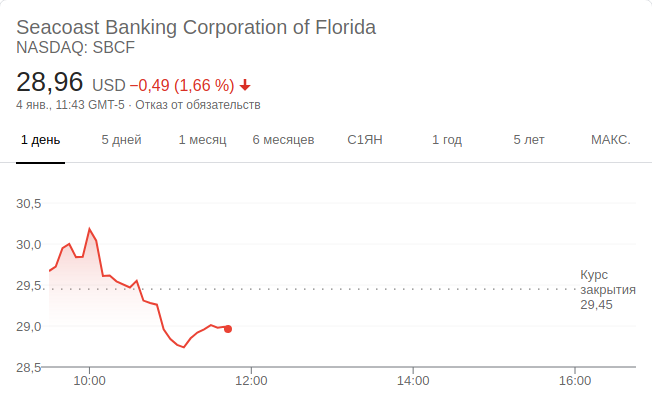 Seacoast Banking Corporation of Florida
NASDAQ: SBCF
28,96 USD −0,49 (1,66 %)
4 янв., 11:43 GMT-5 · Отказ от обязательств
1 день 5 дней 1 месяц 6 месяцев С1ЯН 1 год 5 лет МАКС.
30,5
30,0
29,5
29,0
28,5
Курс
закрытия
29,45
10:00 12:00 14:00 16:00